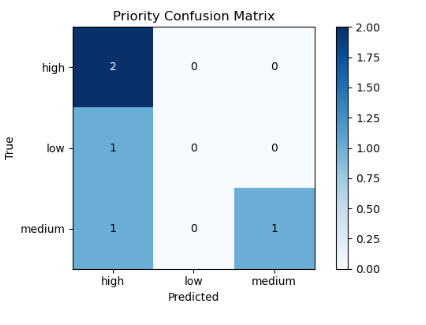 Priority Confusion Matrix
True
high
low
medium
2 0 0
1 0 0
1 0 1
high low medium
Predicted
2.00
1.75
1.50
1.25
1.00
0.75
0.50
0.25
0.00